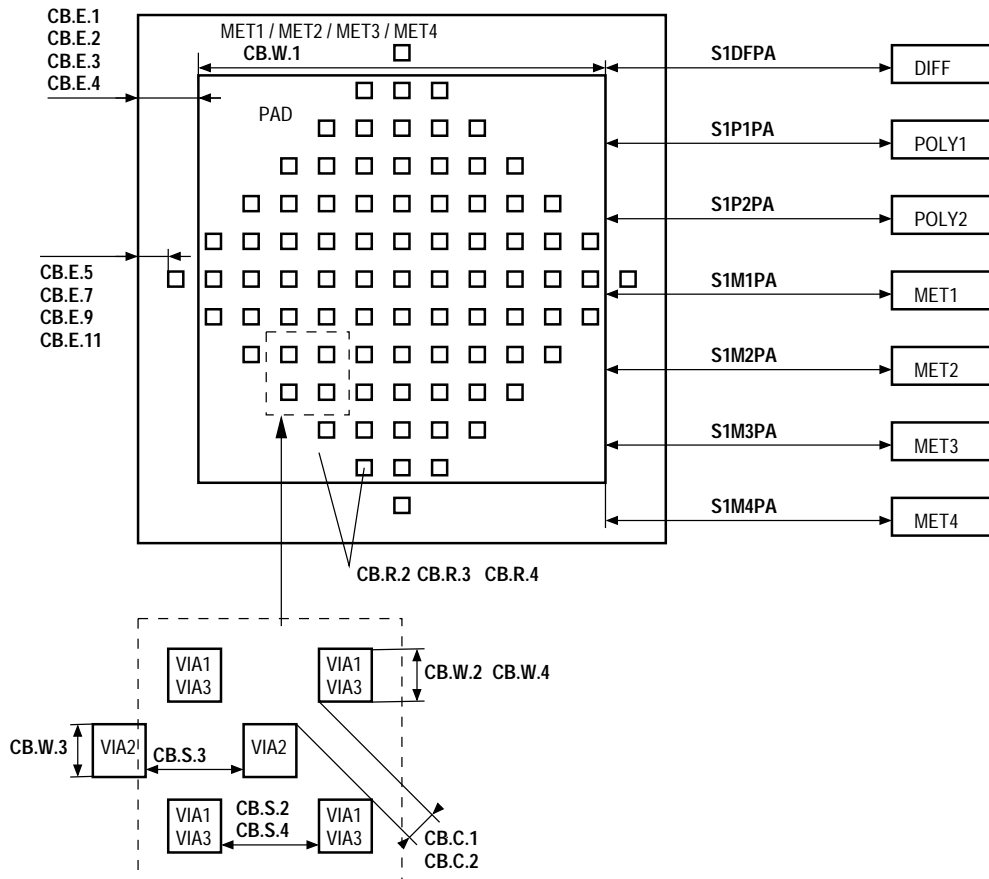 CB.E.1
CB.E.2
CB.E.3
CB.E.4
MET1 / MET2 / MET3 / MET4
CB.W.1
PAD
S1DFPA
DIFF
S1P1PA
POLY1
S1P2PA
POLY2
CB.E.5
CB.E.7
CB.E.9
CB.E.11
S1M1PA
MET1
S1M2PA
MET2
S1M3PA
MET3
S1M4PA
MET4
CB.R.2 CB.R.3 CB.R.4
VIA1
VIA3
VIA1
VIA3
CB.W.2 CB.W.4
CB.W.3
VIA2
CB.S.3
VIA2
VIA1
VIA3
CB.S.2
CB.S.4
VIA1
VIA3
CB.C.1
CB.C.2